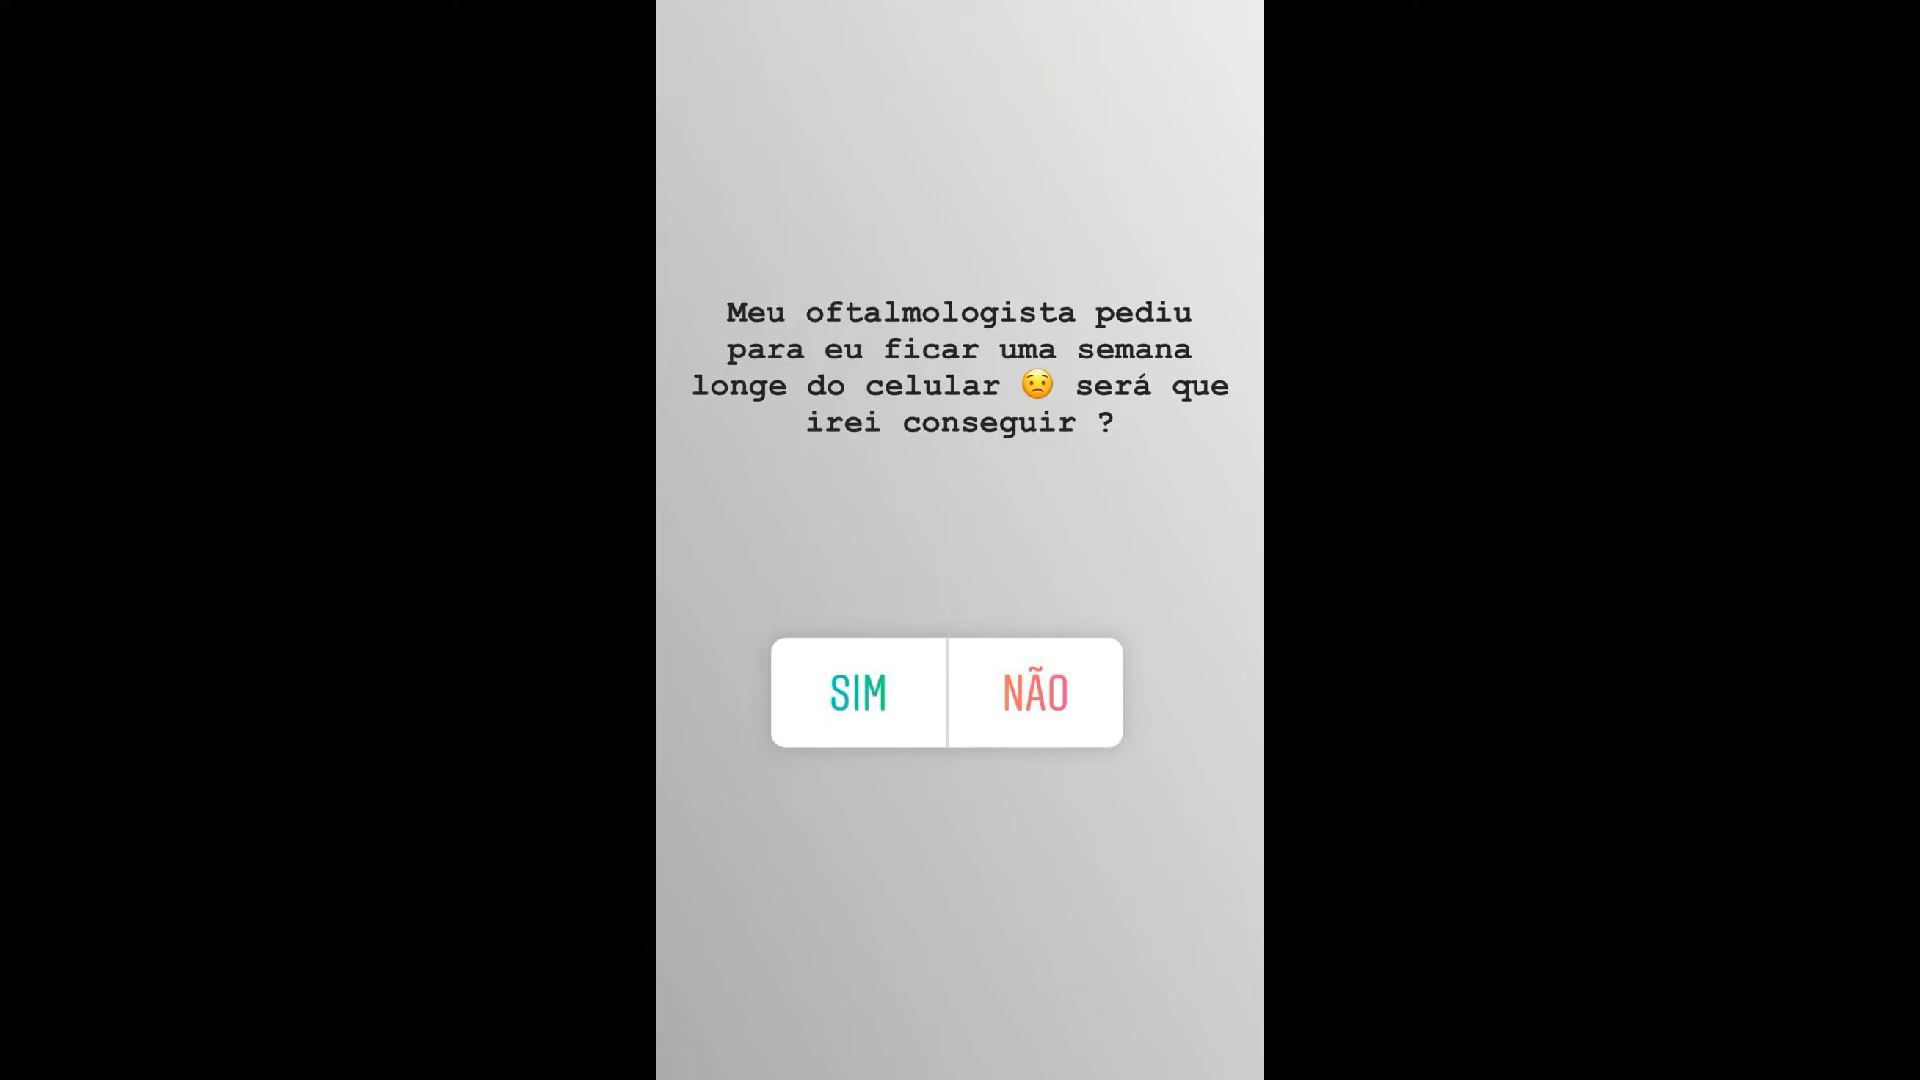 Meu oftalmologista pediu
para eu ficar uma semana
longe do celular 😟 será que
irei conseguir ?
SIM NÃO